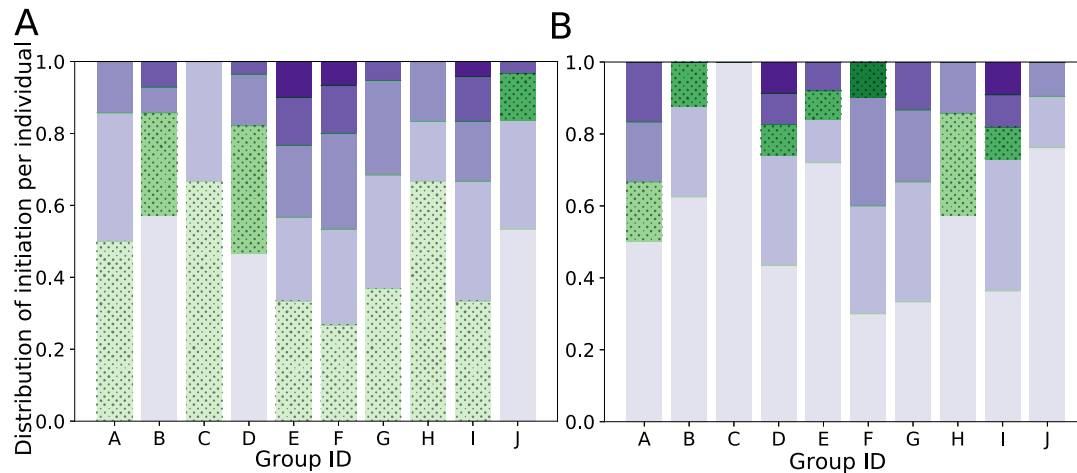 A
B
Distribution of initiation per individual
1.0
0.8
0.6
0.4
0.2
0.0
A B C D E F G H I J
Group ID
1.0
0.8
0.6
0.4
0.2
0.0
A B C D E F G H I J
Group ID